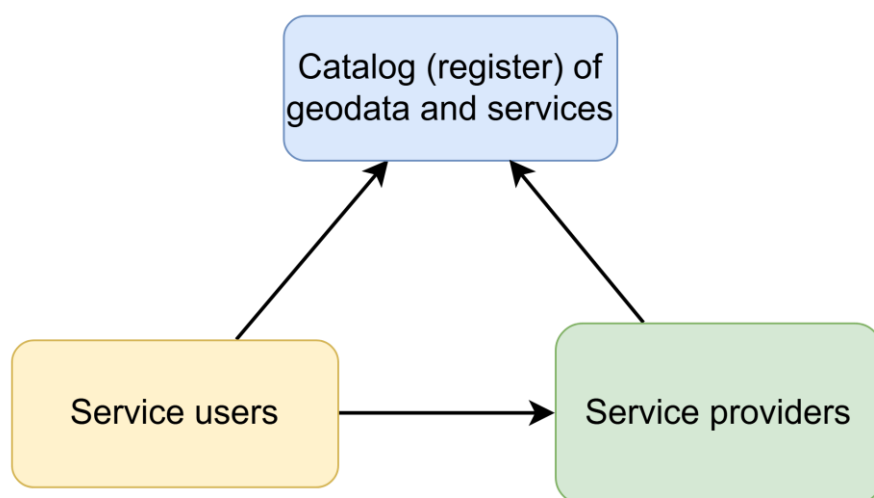 Catalog (register) of
geodata and services
Service users
Service providers